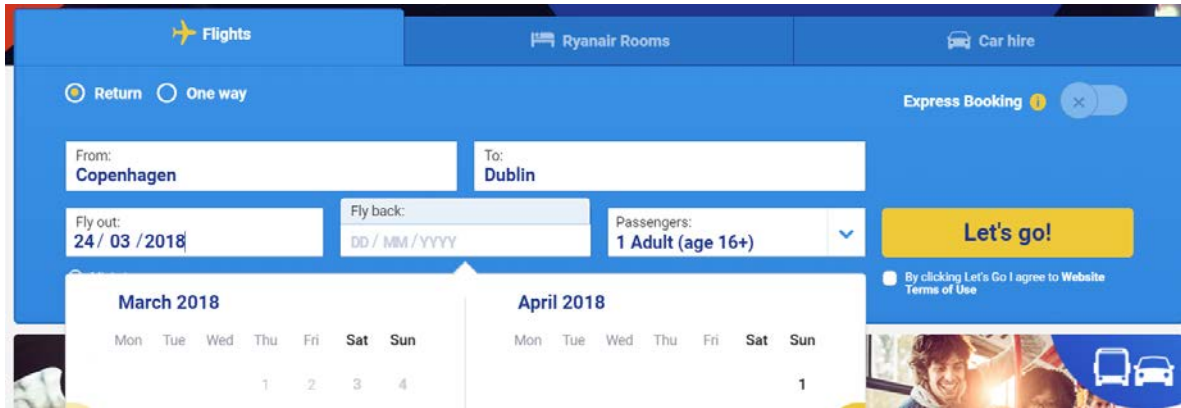 Flights
Ryanair Rooms
Car hire
Return One way
Express Booking
From:
Copenhagen
To:
Dublin
Fly out:
24/ 03 /2018
Fly back:
DD / MM / YYYY
Passengers:
1 Adult (age 16+)
Let's go!
By clicking Let's Go I agree to Website
Terms of Use
March 2018
Mon Tue Wed Thu Fri Sat Sun
1 2 3 4
April 2018
Mon Tue Wed Thu Fri Sat Sun
1